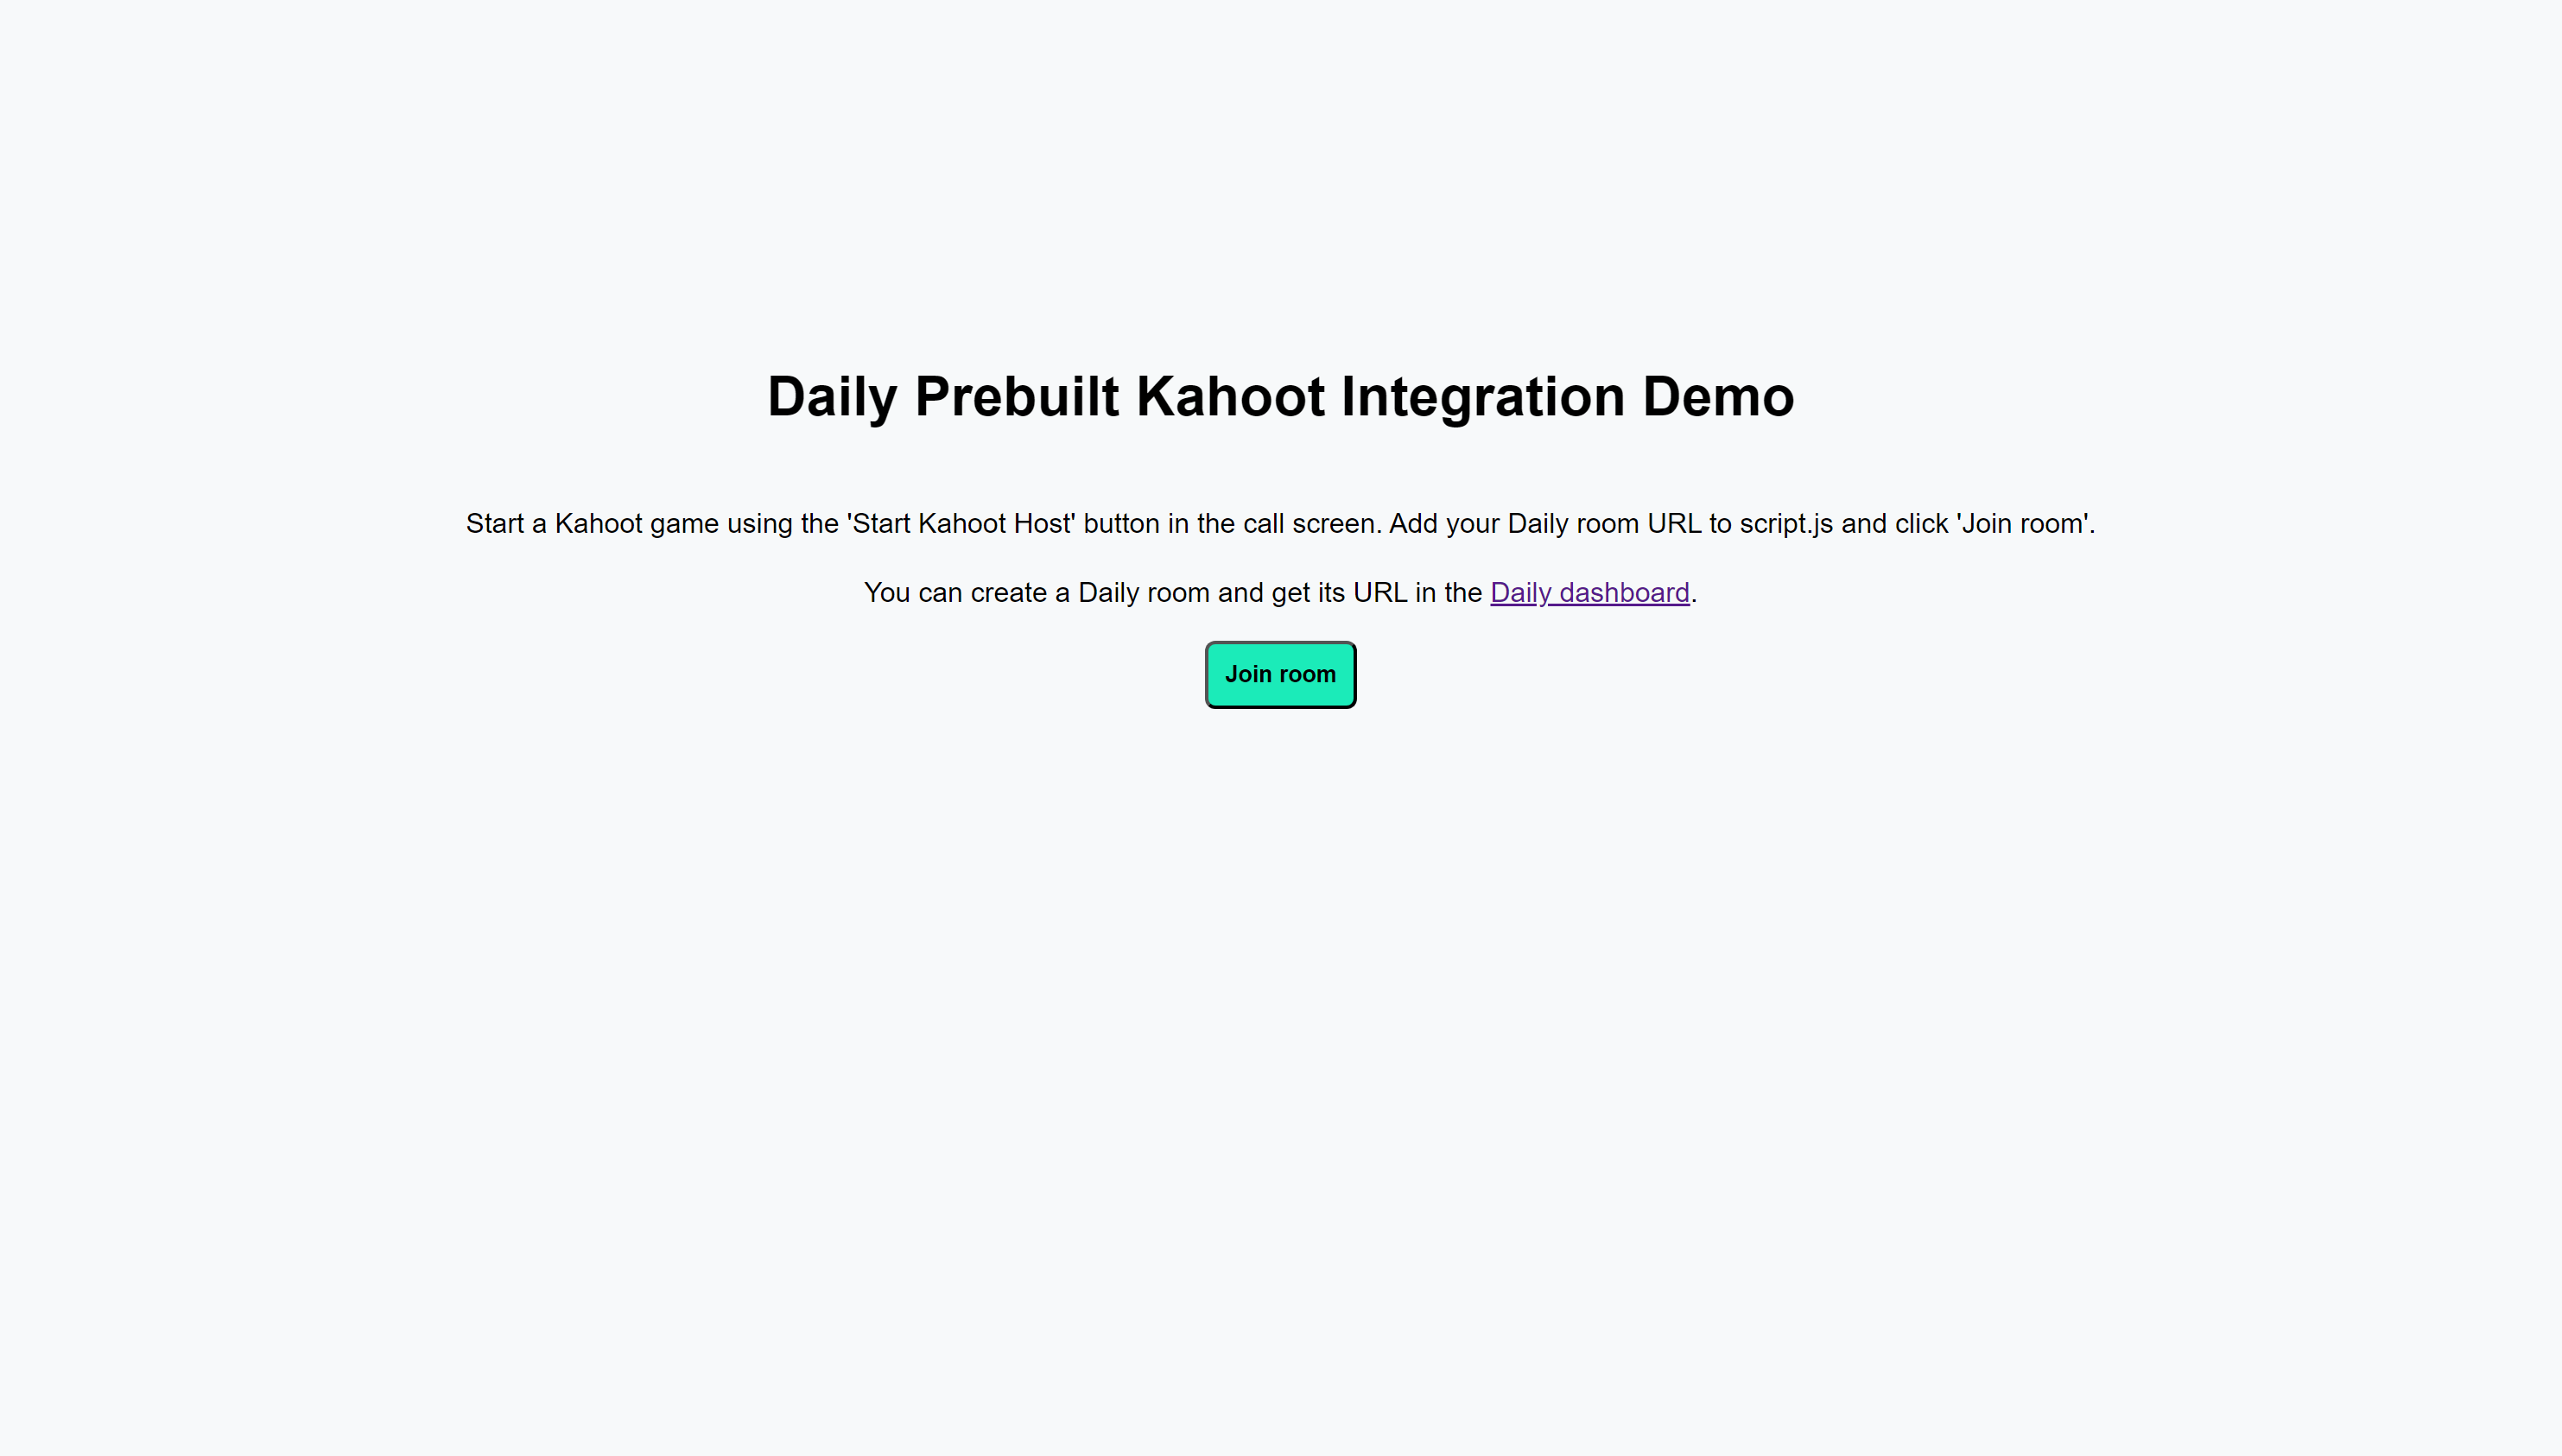 Daily Prebuilt Kahoot Integration Demo
Start a Kahoot game using the 'Start Kahoot Host' button in the call screen. Add your Daily room URL to script.js and click 'Join room'.
You can create a Daily room and get its URL in the Daily dashboard.
Join room